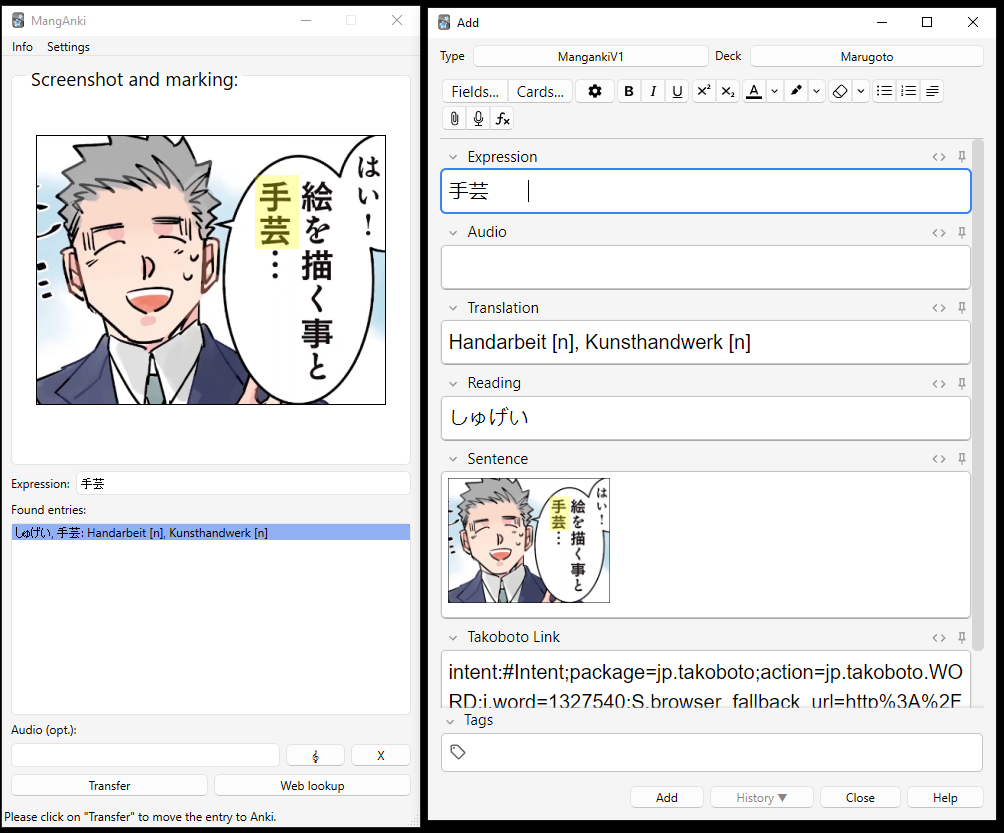 MangAnki
Info Settings
Screenshot and marking:
はい！
絵を描く事と
手芸…
Expression: 手芸
Found entries:
しゅげい, 手芸: Handarbeit [n], Kunsthandwerk [n]
Audio (opt.):
X
Transfer Web lookup
Please click on "Transfer" to move the entry to Anki.
Add
Type MangankiV1 Deck Marugoto
Fields... Cards... B I U x² x₂ A
fx
Expression
手芸
Audio
Translation
Handarbeit [n], Kunsthandwerk [n]
Reading
しゅげい
Sentence
はい！
絵を描く事と
手芸…
Takoboto Link
intent:#Intent;package=jp.takoboto;action=jp.takoboto.WO
RD;i.word=1327540;S.browser_fallback_url=http%3A%2F
Tags
Add History ▼ Close Help